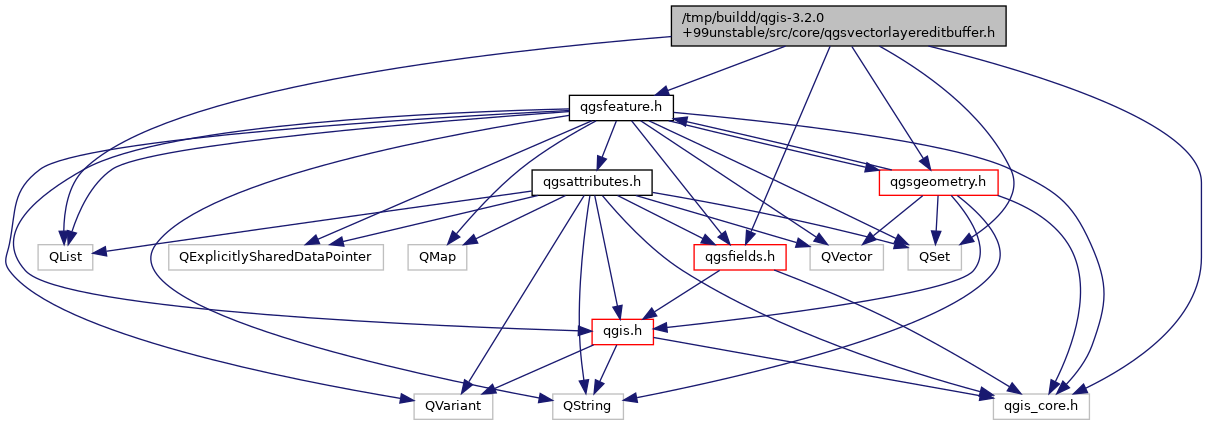 /tmp/buildd/qgis-3.2.0
+99unstable/src/core/qgsvectorlayereditbuffer.h
qgsfeature.h
qgsattributes.h
qgsgeometry.h
QList
QExplicitlySharedDataPointer
QMap
qgsfields.h
QVector
QSet
qgis.h
QVariant
QString
qgis_core.h